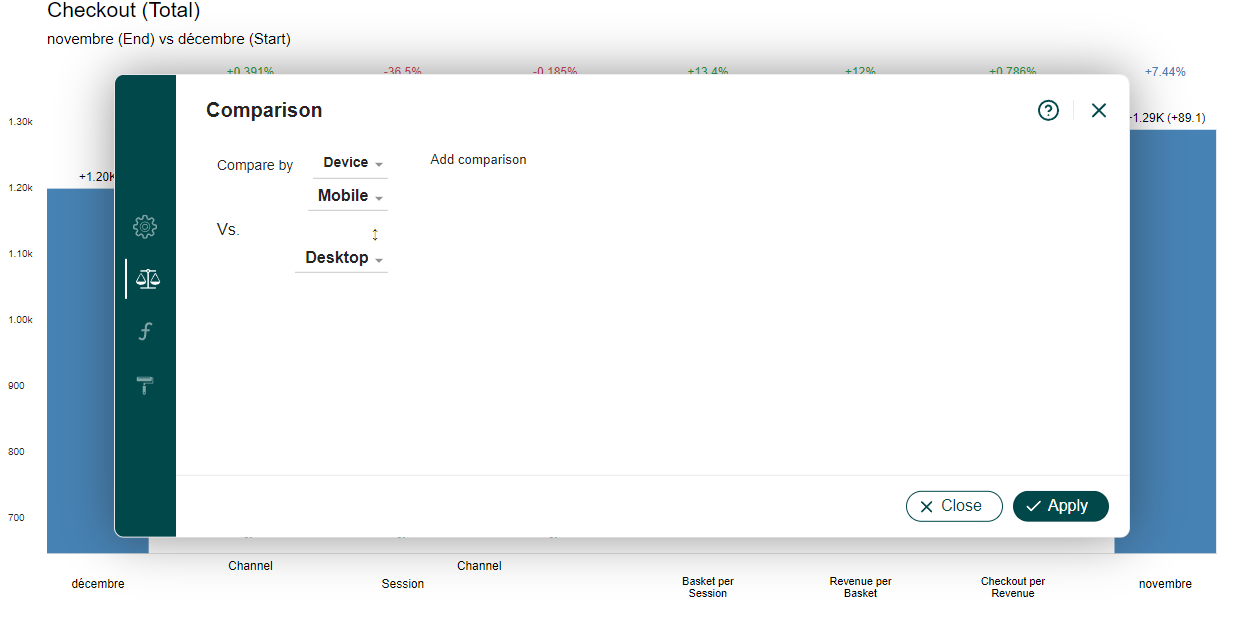 Checkout (Total)
novembre (End) vs décembre (Start)
+0.391% -36.5% -0.185% +13.4% +12% +0.786% +7.44%
Comparison
1.30k
1.29K (+89.1)
Compare by Device Add comparison
+1.20K
1.20k
Mobile
Vs.
1.10k
Desktop
1.00k
900
800
Close Apply
700
Channel Channel
décembre Session Basket per Session Revenue per Basket Checkout per Revenue novembre